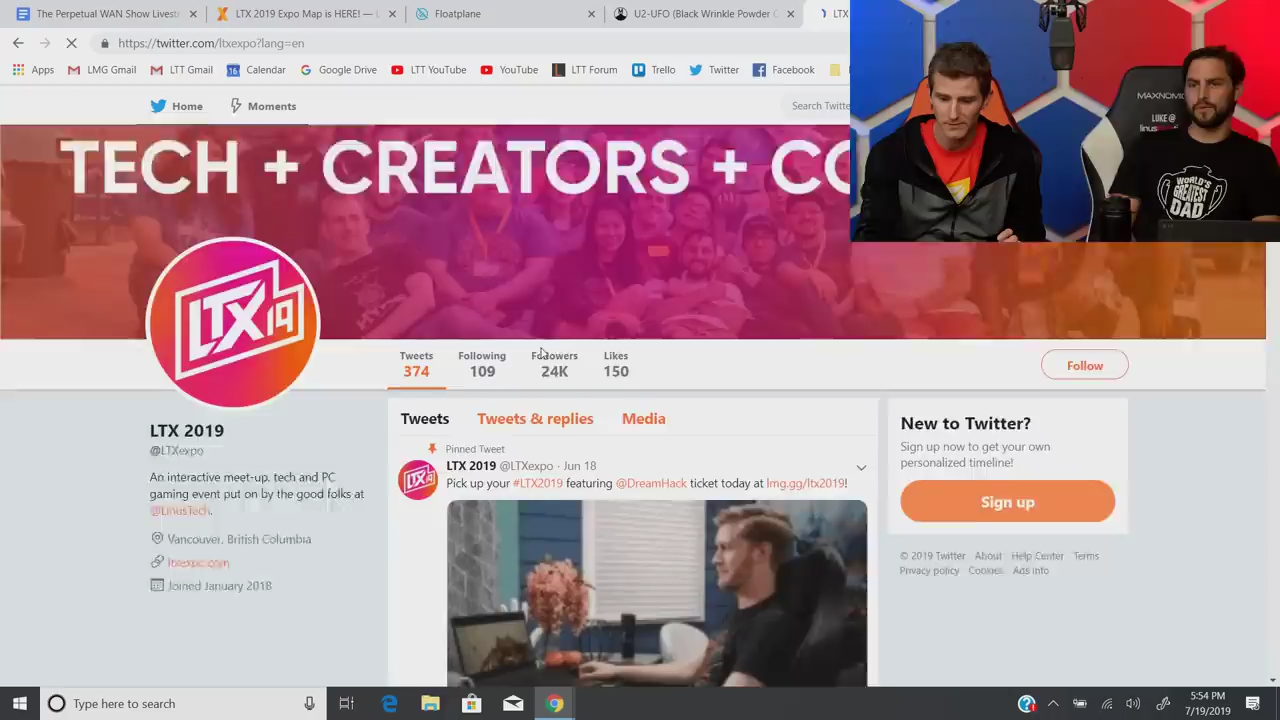 The Perpetual WAN Show Livest
LTX 2019 Expo Map is HERE! —
Floatplane
U2-UFO (Black Wrinkle Powder C
LTX
https://twitter.com/ltxexpo?lang=en
Apps
LMG Gmail
LTT Gmail
16
Calendar
Google Drive
LTT YouTube
YouTube
LTT Forum
Trello
Twitter
Facebook
MAXNOMIC
LUKE @
WORLD'S
GREATEST
DAD
Home
Moments
Search Twitte
TECH + CREATORS + CO
LTX 19
Tweets
374
Following
109
Followers
24K
Likes
150
Follow
LTX 2019
@LTXexpo
An interactive meet-up, tech and PC
gaming event put on by the good folks at
@LinusTech.
Vancouver, British Columbia
ltxexpo.com
Joined January 2018
Tweets
Tweets & replies
Media
Pinned Tweet
LTX 2019 @LTXexpo · Jun 18
Pick up your #LTX2019 featuring @DreamHack ticket today at lmg.gg/ltx2019!
New to Twitter?
Sign up now to get your own
personalized timeline!
Sign up
© 2019 Twitter About Help Center Terms
Privacy policy Cookies Ads info
Type here to search
5:54 PM
7/19/2019